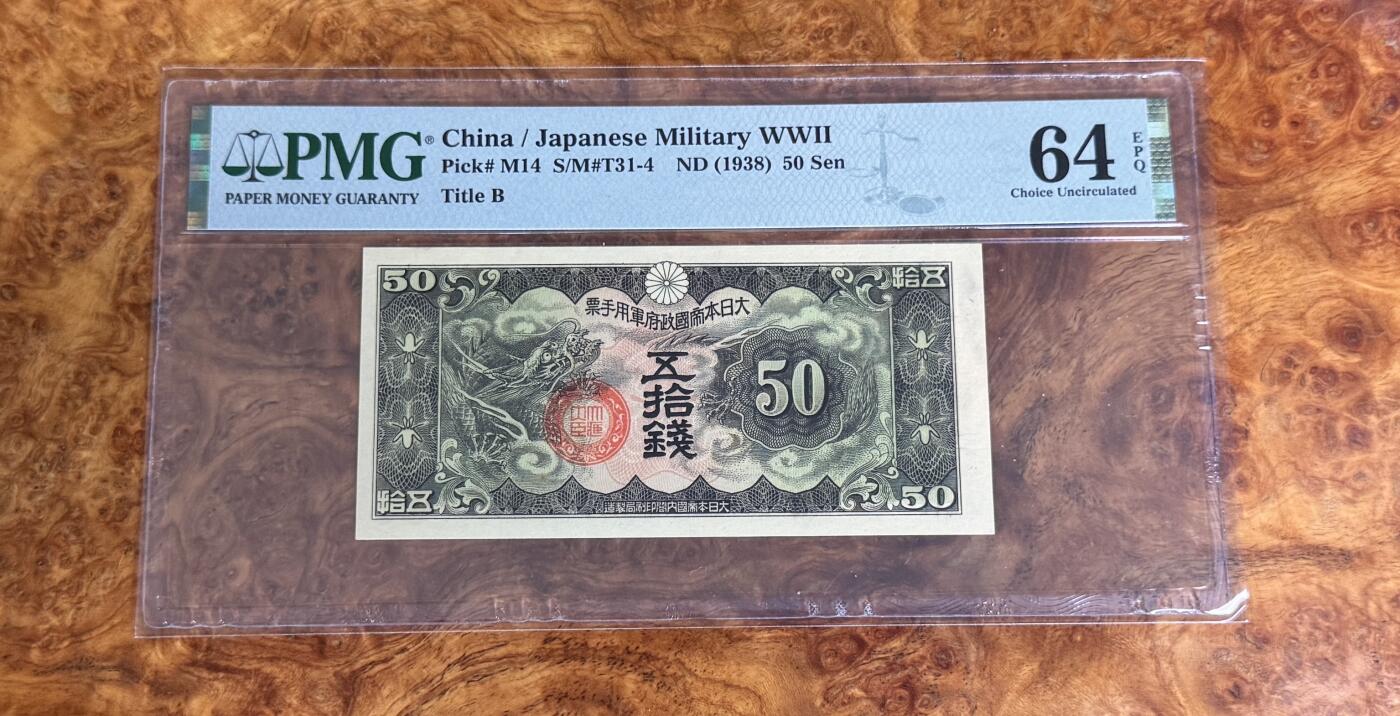 PMG®
PAPER MONEY GUARANTY
China / Japanese Military WWII
Pick# M14 S/M#T31-4 ND (1938) 50 Sen
Title B
64
EPQ
Choice Uncirculated
50
五拾
大日本帝國政府軍用手票
五拾錢
50
五拾
50
大日本帝國内閣印刷局製造